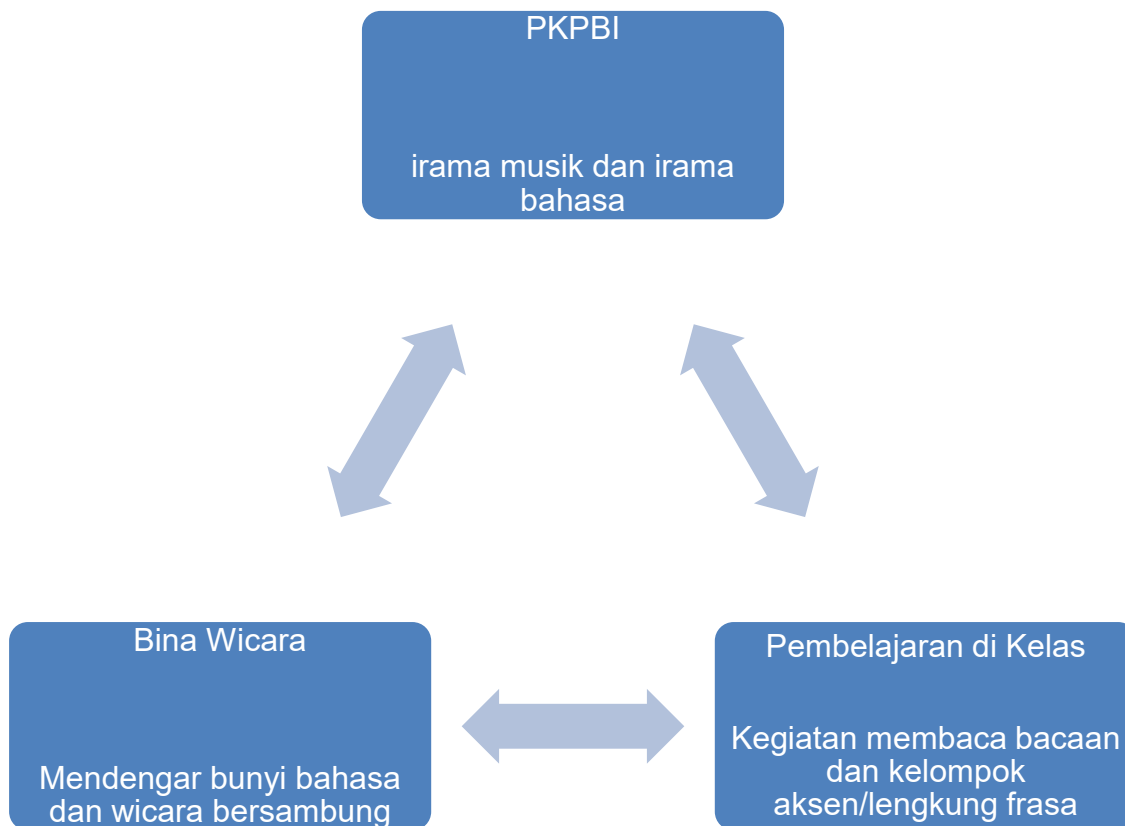 PKPBI
irama musik dan irama
bahasa
Bina Wicara
Mendengar bunyi bahasa
dan wicara bersambung
Pembelajaran di Kelas
Kegiatan membaca bacaan
dan kelompok
aksen/lengkung frasa